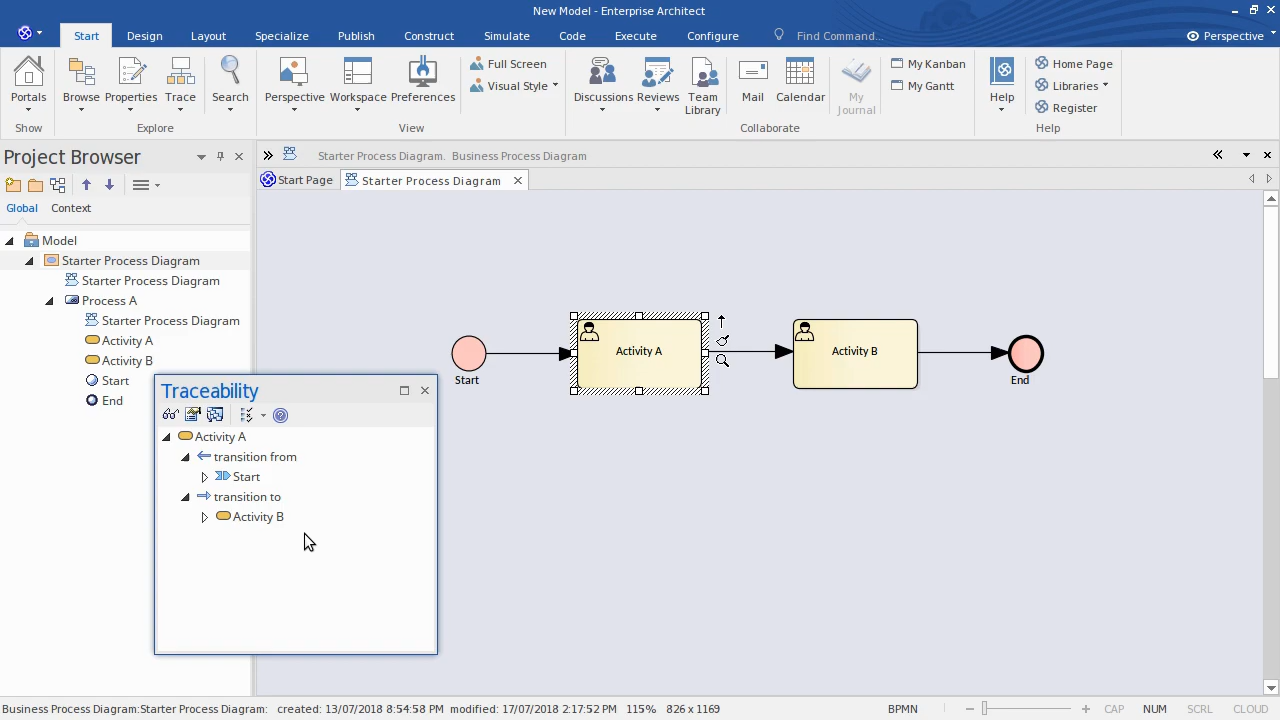 New Model - Enterprise Architect
Start Design Layout Specialize Publish Construct Simulate Code Execute Configure Find Command... Perspective
Portals
Show
Browse Properties Trace Search
Explore
Perspective Workspace Preferences
Full Screen
Visual Style
View
Discussions Reviews Team Library Mail Calendar My Journal
My Kanban
My Gantt
Collaborate
Help
Home Page
Libraries
Register
Help
Project Browser
Global Context
Model
Starter Process Diagram
Starter Process Diagram
Process A
Starter Process Diagram
Activity A
Activity B
Start
End
Starter Process Diagram. Business Process Diagram
Start Page Starter Process Diagram
Start
Activity A
Activity B
End
Traceability
Activity A
transition from
Start
transition to
Activity B
Business Process Diagram:Starter Process Diagram: created: 13/07/2018 8:54:58 PM modified: 17/07/2018 2:17:52 PM 115% 826 x 1169 BPMN CAP NUM SCRL CLOUD